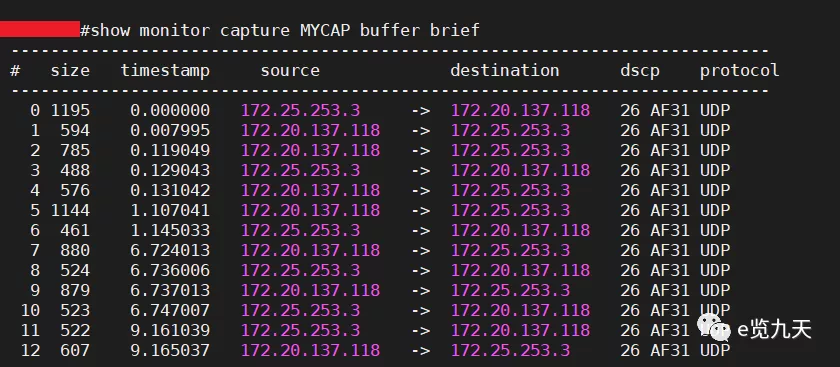 #show monitor capture MYCAP buffer brief
----------------------------------------------------------------------------
# size timestamp source destination dscp protocol
----------------------------------------------------------------------------
0 1195 0.000000 172.25.253.3 -> 172.20.137.118 26 AF31 UDP
1 594 0.007995 172.20.137.118 -> 172.25.253.3 26 AF31 UDP
2 785 0.119049 172.20.137.118 -> 172.25.253.3 26 AF31 UDP
3 488 0.129043 172.25.253.3 -> 172.20.137.118 26 AF31 UDP
4 576 0.131042 172.20.137.118 -> 172.25.253.3 26 AF31 UDP
5 1144 1.107041 172.20.137.118 -> 172.25.253.3 26 AF31 UDP
6 461 1.145033 172.25.253.3 -> 172.20.137.118 26 AF31 UDP
7 880 6.724013 172.20.137.118 -> 172.25.253.3 26 AF31 UDP
8 524 6.736006 172.25.253.3 -> 172.20.137.118 26 AF31 UDP
9 879 6.737013 172.20.137.118 -> 172.25.253.3 26 AF31 UDP
10 523 6.747007 172.25.253.3 -> 172.20.137.118 26 AF31 UDP
11 522 9.161039 172.25.253.3 -> 172.20.137.118 26 AF31 UDP
12 607 9.165037 172.20.137.118 -> 172.25.253.3 26 AF31 UDP
e览九天